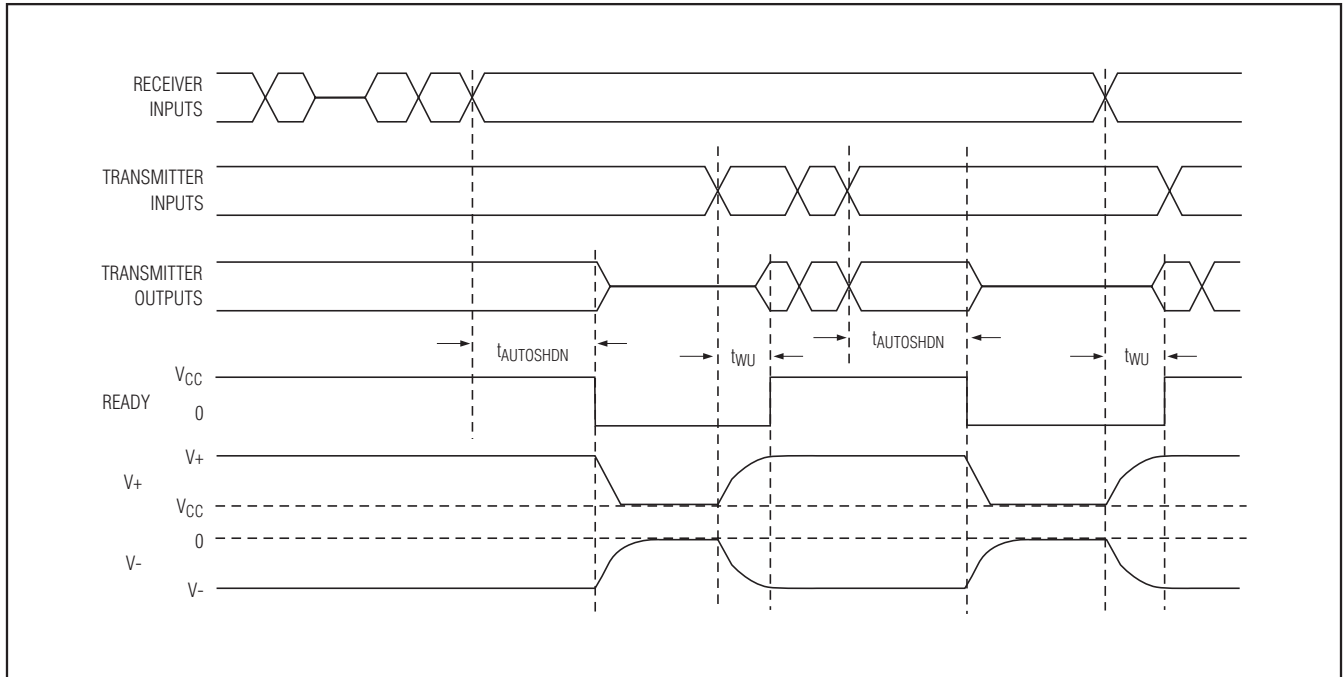 RECEIVER
INPUTS
TRANSMITTER
INPUTS
TRANSMITTER
OUTPUTS
tAUTOSHDN
tWU
tAUTOSHDN
tWU
VCC
READY
0
V+
V+
VCC
0
V-
V-